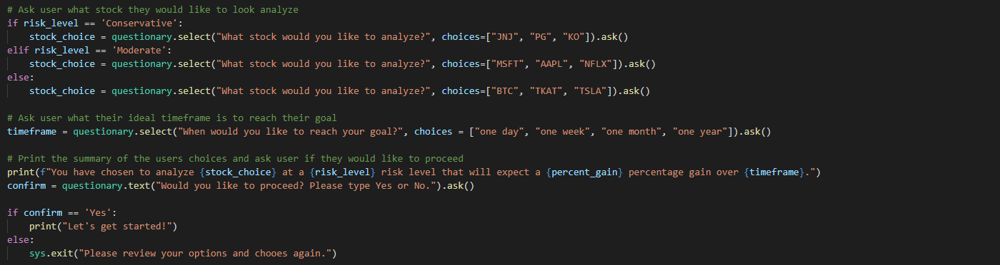 # Ask user what stock they would like to look analyze
if risk_level == 'Conservative':
    stock_choice = questionary.select("What stock would you like to analyze?", choices=["JNJ", "PG", "KO"]).ask()
elif risk_level == 'Moderate':
    stock_choice = questionary.select("What stock would you like to analyze?", choices=["MSFT", "AAPL", "NFLX"]).ask()
else:
    stock_choice = questionary.select("What stock would you like to analyze?", choices=["BTC", "TKAT", "TSLA"]).ask()

# Ask user what their ideal timeframe is to reach their goal
timeframe = questionary.select("When would you like to reach your goal?", choices = ["one day", "one week", "one month", "one year"]).ask()

# Print the summary of the users choices and ask user if they would like to proceed
print(f"You have chosen to analyze {stock_choice} at a {risk_level} risk level that will expect a {percent_gain} percentage gain over {timeframe}.")
confirm = questionary.text("Would you like to proceed? Please type Yes or No.").ask()

if confirm == 'Yes':
    print("Let's get started!")
else:
    sys.exit("Please review your options and chooes again.")